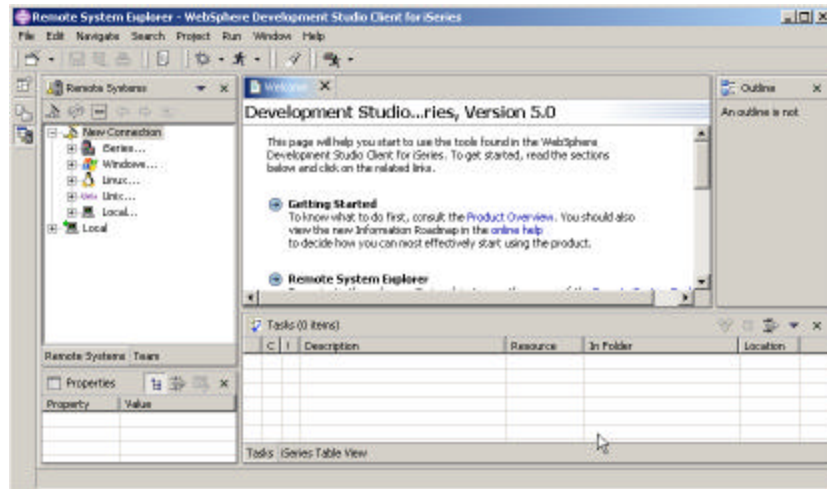 Remote System Explorer - WebSphere Development Studio Client for iSeries
File Edit Navigate Search Project Run Window Help
Remote Systems
New Connection
iSeries...
Windows...
Linux...
Unix Unix...
Local...
Local
Remote Systems Team
Properties
Property Value
Welcome
Development Studio...ries, Version 5.0
This page will help you start to use the tools found in the WebSphere
Development Studio Client for iSeries. To get started, read the sections
below and click on the related links.
Getting Started
To know what to do first, consult the Product Overview. You should also
view the new Information Roadmap in the online help
to decide how you can most effectively start using the product.
Remote System Explorer
Outline
An outline is not
Tasks (0 items)
C ! Description Resource In Folder Location
Tasks iSeries Table View